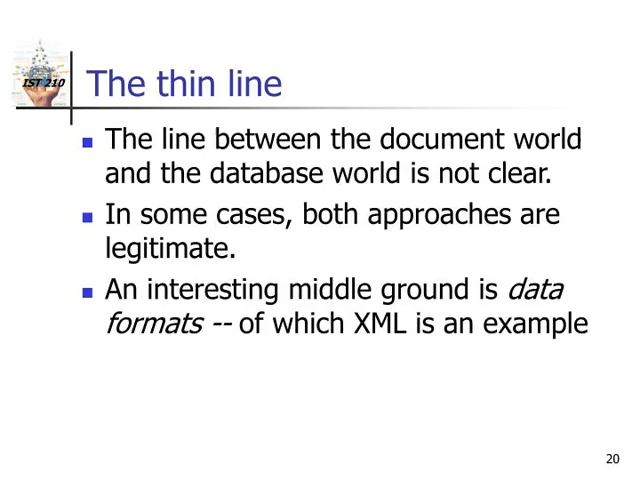 IST 210
The thin line
The line between the document world
and the database world is not clear.
In some cases, both approaches are
legitimate.
An interesting middle ground is data
formats -- of which XML is an example
20